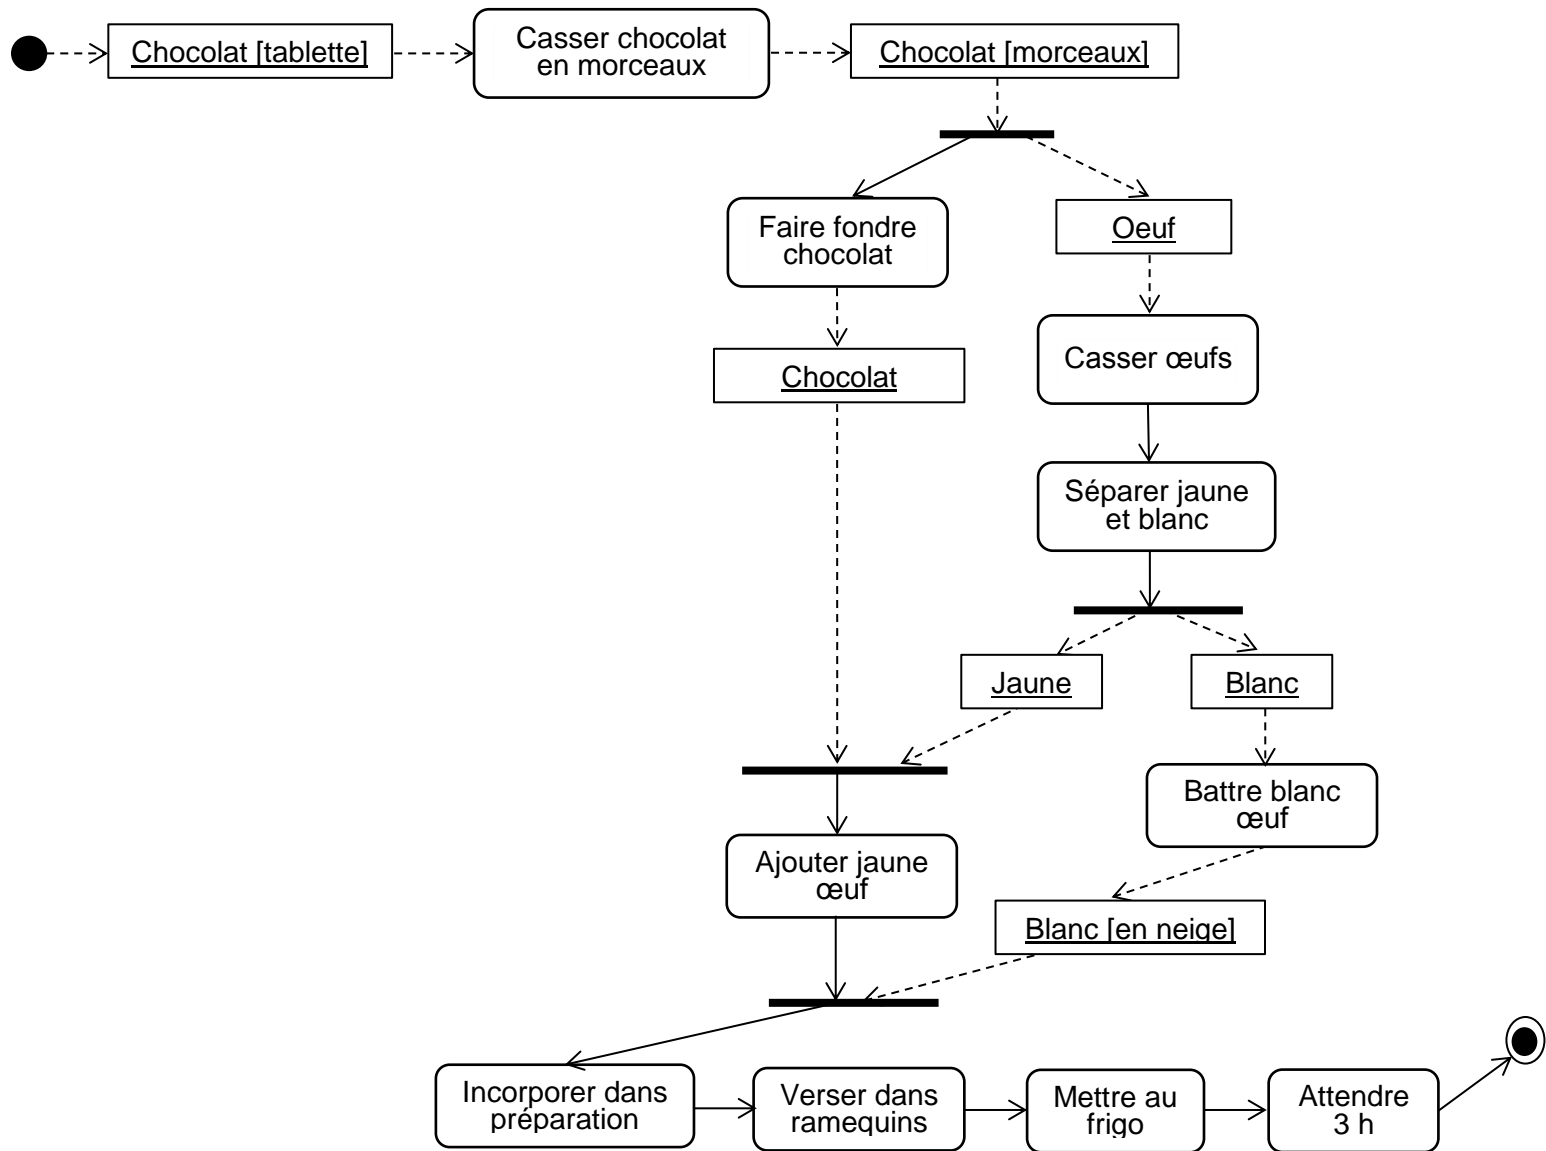 Chocolat [tablette]
Casser chocolat
en morceaux
Chocolat [morceaux]
Faire fondre
chocolat
Oeuf
Chocolat
Casser œufs
Séparer jaune
et blanc
Jaune
Blanc
Battre blanc
œuf
Ajouter jaune
œuf
Blanc [en neige]
Incorporer dans
préparation
Verser dans
ramequins
Mettre au
frigo
Attendre
3 h